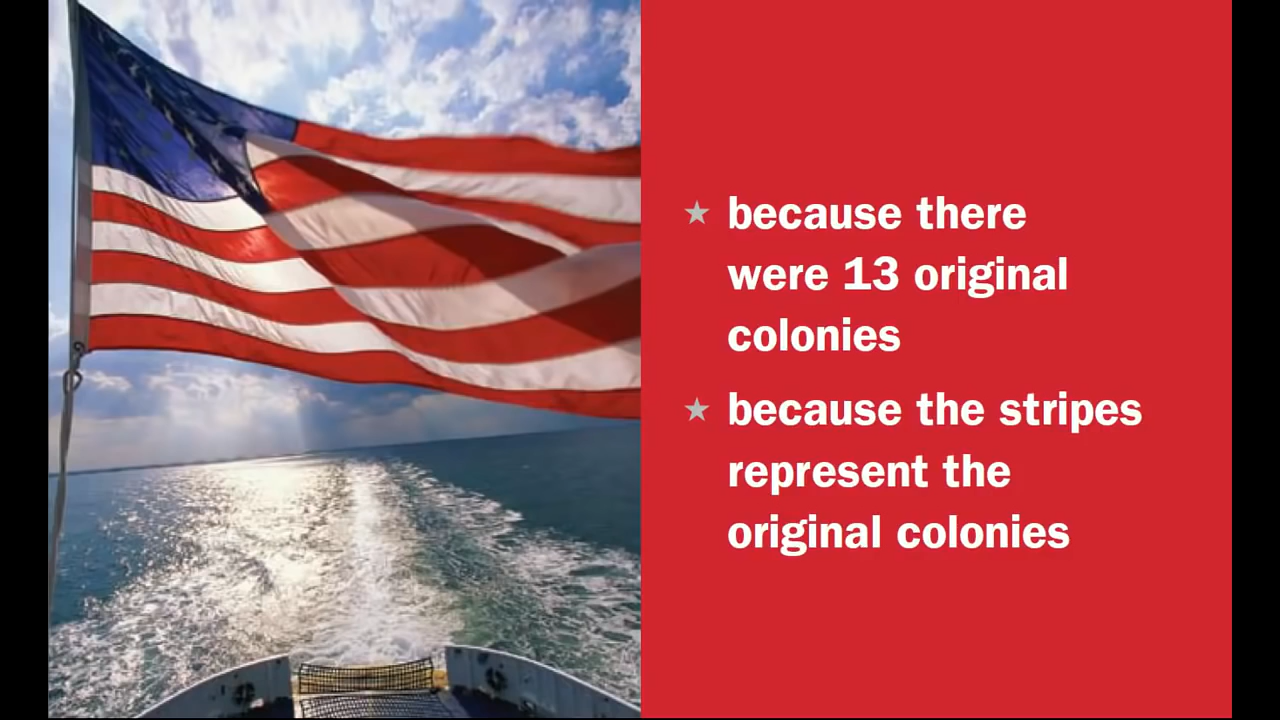 because there
were 13 original
colonies
because the stripes
represent the
original colonies